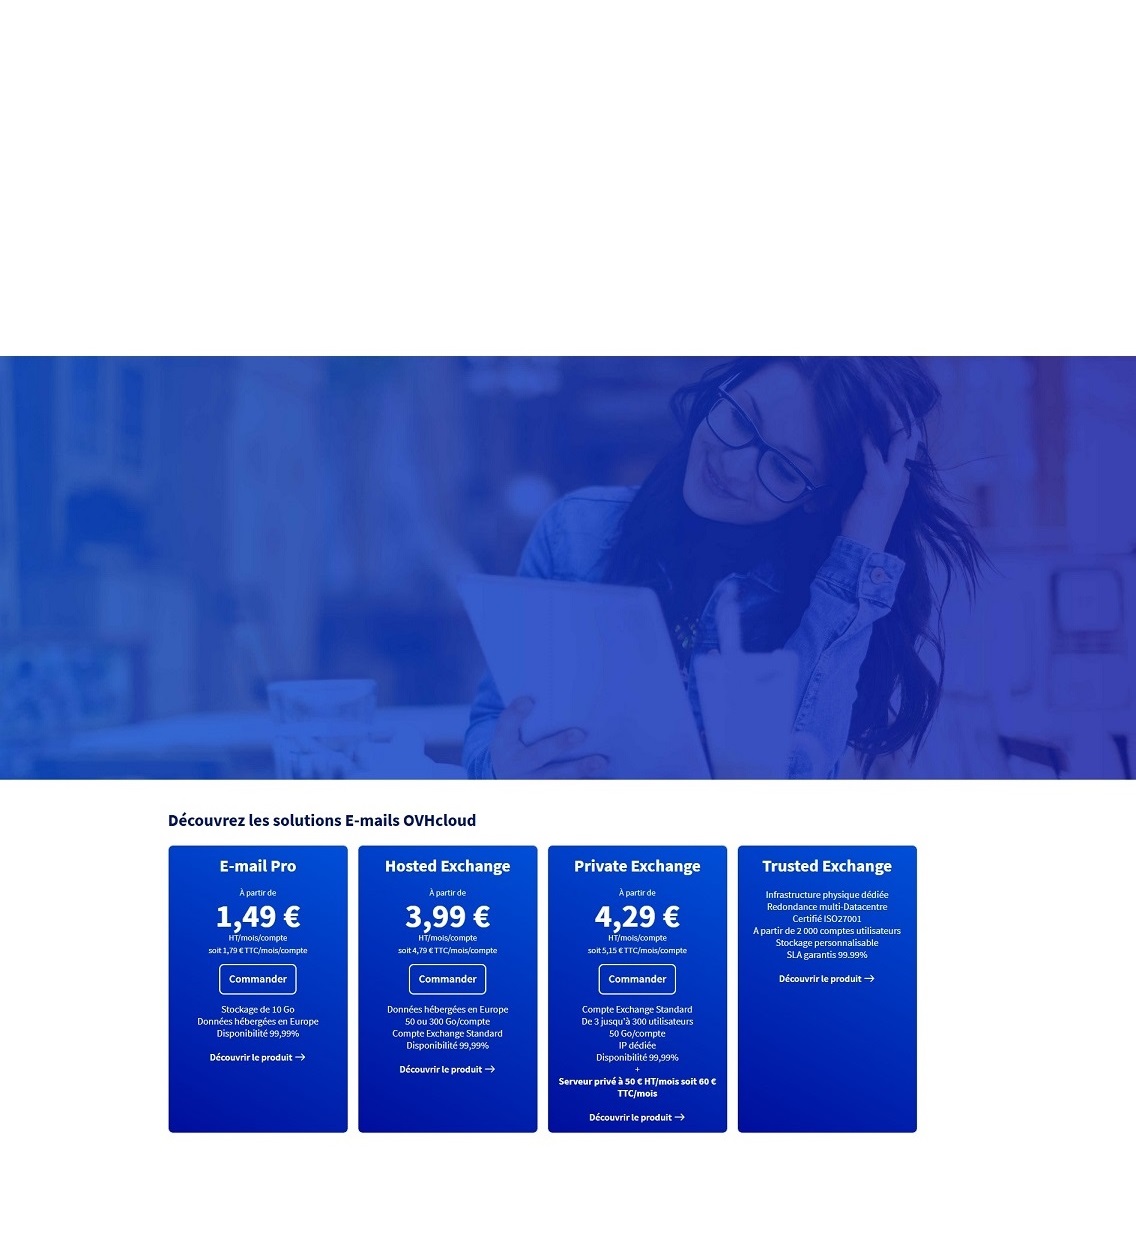 Découvrez les solutions E-mails OVHcloud
E-mail Pro
À partir de
1,49 €
HT/mois/compte
soit 1,79 € TTC/mois/compte
Commander
Stockage de 10 Go
Données hébergées en Europe
Disponibilité 99,99%
Découvrir le produit →
Hosted Exchange
À partir de
3,99 €
HT/mois/compte
soit 4,79 € TTC/mois/compte
Commander
Données hébergées en Europe
50 ou 300 Go/compte
Compte Exchange Standard
Disponibilité 99,99%
Découvrir le produit →
Private Exchange
À partir de
4,29 €
HT/mois/compte
soit 5,15 € TTC/mois/compte
Commander
Compte Exchange Standard
De 3 jusqu'à 300 utilisateurs
50 Go/compte
IP dédiée
Disponibilité 99,99%
+
Serveur privé à 50 € HT/mois soit 60 €
TTC/mois
Découvrir le produit →
Trusted Exchange
Infrastructure physique dédiée
Redondance multi-Datacentre
Certifié ISO27001
À partir de 2 000 comptes utilisateurs
Stockage personnalisable
SLA garantis 99.99%
Découvrir le produit →